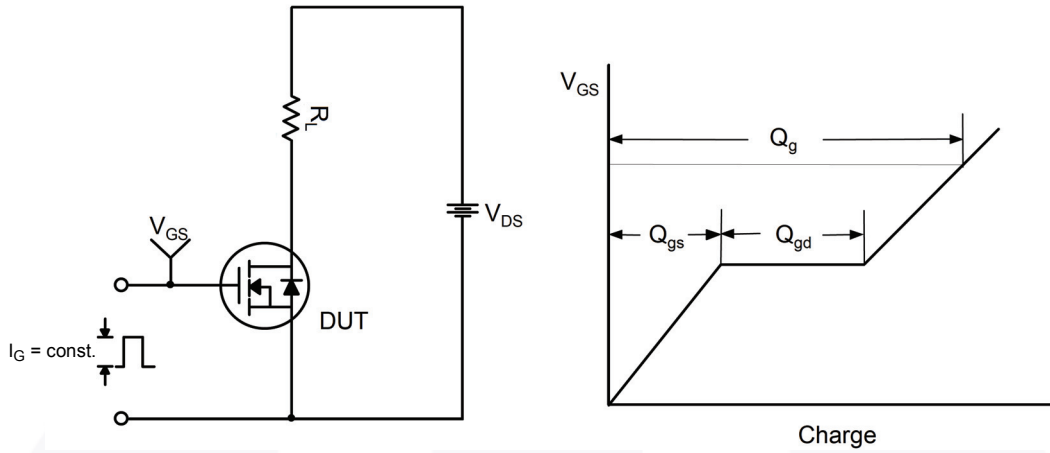 R_L
V_GS
V_DS
DUT
I_G = const.
V_GS
Q_g
Q_gs
Q_gd
Charge